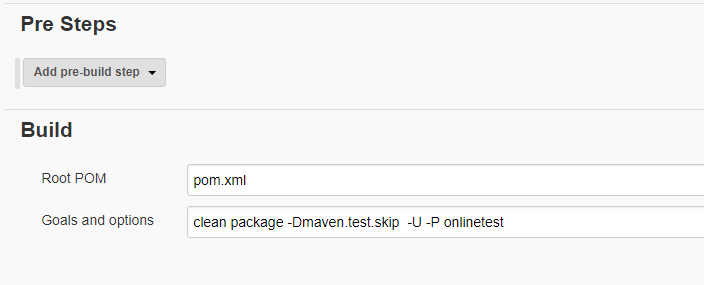 Pre Steps
Add pre-build step
Build
Root POM
pom.xml
Goals and options
clean package -Dmaven.test.skip  -U -P onlinetest